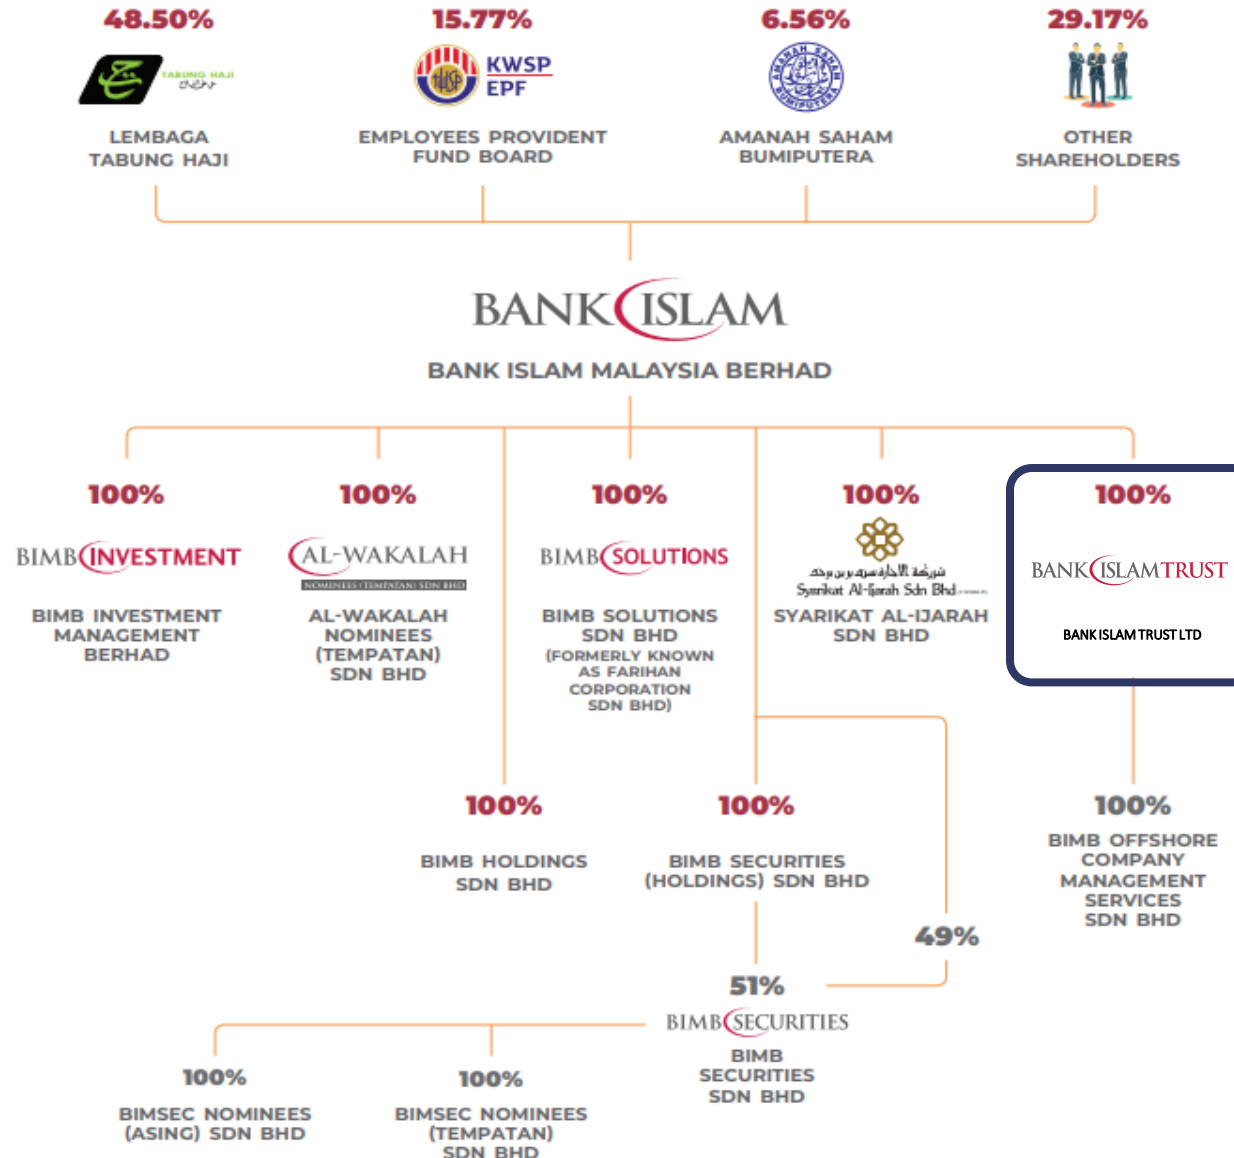 48.50%
15.77%
6.56%
29.17%
TABUNG HAJI
KWSP
EPF
AMANAH SAHAM
BUMIPUTERA
LEMBAGA
TABUNG HAJI
EMPLOYEES PROVIDENT
FUND BOARD
AMANAH SAHAM
BUMIPUTERA
OTHER
SHAREHOLDERS
BANK ISLAM
BANK ISLAM MALAYSIA BERHAD
100%
100%
100%
100%
100%
BIMB INVESTMENT
AL-WAKALAH
NOMINEES (TEMPATAN) SDN BHD
BIMB SOLUTIONS
Syarikat Al-Ijarah Sdn Bhd
BANK ISLAM TRUST
BIMB INVESTMENT
MANAGEMENT
BERHAD
AL-WAKALAH
NOMINEES
(TEMPATAN)
SDN BHD
BIMB SOLUTIONS
SDN BHD
(FORMERLY KNOWN
AS FARIHAN
CORPORATION
SDN BHD)
SYARIKAT AL-IJARAH
SDN BHD
BANK ISLAM TRUST LTD
100%
BIMB HOLDINGS
SDN BHD
100%
BIMB SECURITIES
(HOLDINGS) SDN BHD
100%
BIMB OFFSHORE
COMPANY
MANAGEMENT
SERVICES
SDN BHD
49%
51%
BIMB SECURITIES
BIMB
SECURITIES
SDN BHD
100%
BIMSEC NOMINEES
(ASING) SDN BHD
100%
BIMSEC NOMINEES
(TEMPATAN)
SDN BHD